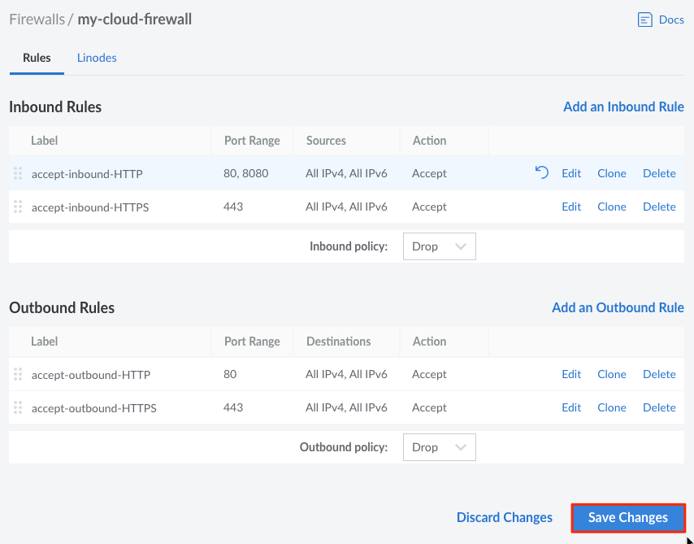 Firewalls / my-cloud-firewall Docs
Rules Linodes
Inbound Rules Add an Inbound Rule
Label Port Range Sources Action
accept-inbound-HTTP 80, 8080 All IPv4, All IPv6 Accept Edit Clone Delete
accept-inbound-HTTPS 443 All IPv4, All IPv6 Accept Edit Clone Delete
Inbound policy: Drop
Outbound Rules Add an Outbound Rule
Label Port Range Destinations Action
accept-outbound-HTTP 80 All IPv4, All IPv6 Accept Edit Clone Delete
accept-outbound-HTTPS 443 All IPv4, All IPv6 Accept Edit Clone Delete
Outbound policy: Drop
Discard Changes Save Changes